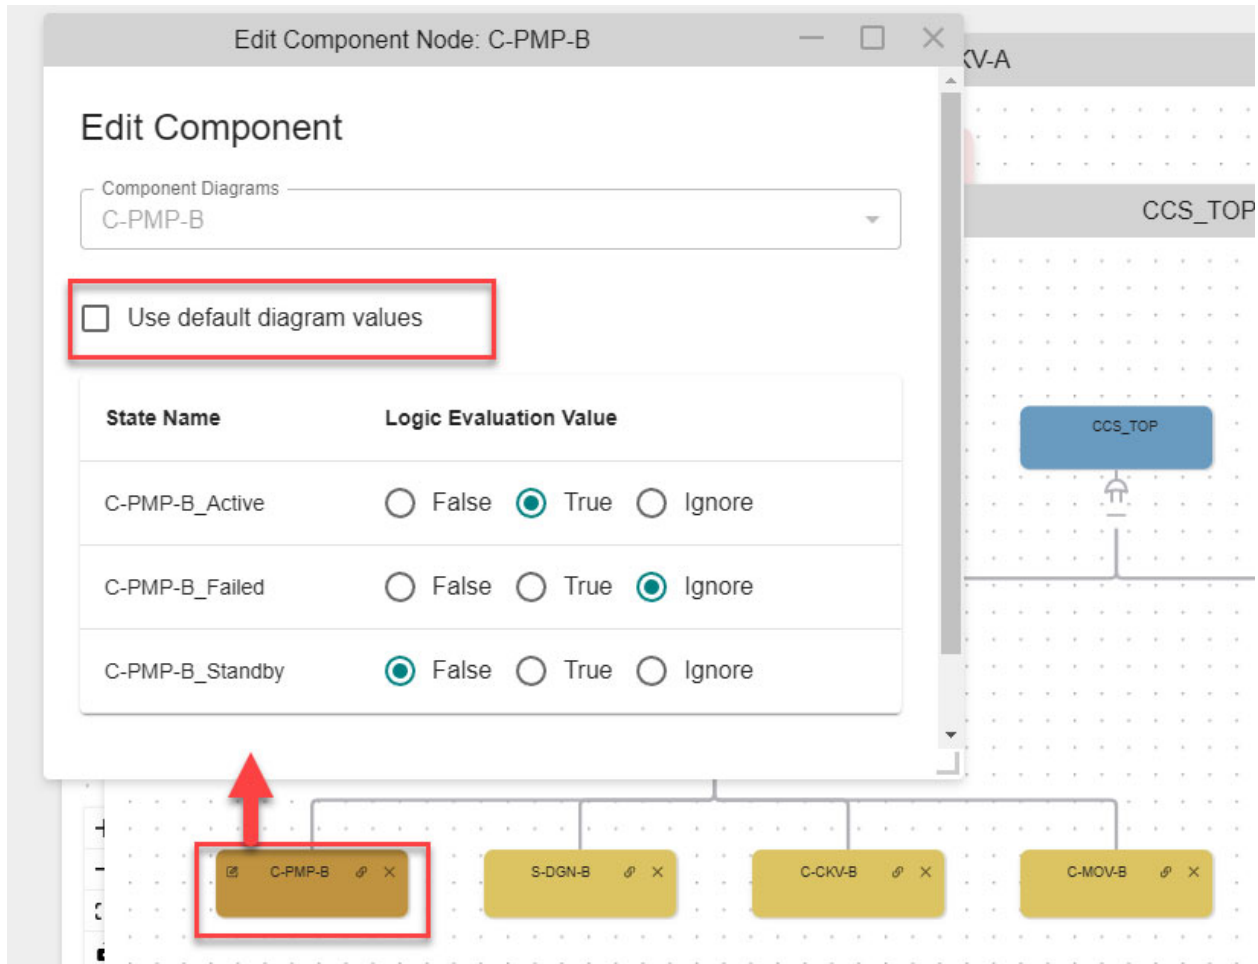 Edit Component Node: C-PMP-B
KV-A
Edit Component
Component Diagrams
C-PMP-B
CCS_TOP
Use default diagram values
State Name Logic Evaluation Value
CCS_TOP
C-PMP-B_Active False True Ignore
C-PMP-B_Failed False True Ignore
C-PMP-B_Standby False True Ignore
C-PMP-B S-DGN-B C-CKV-B C-MOV-B